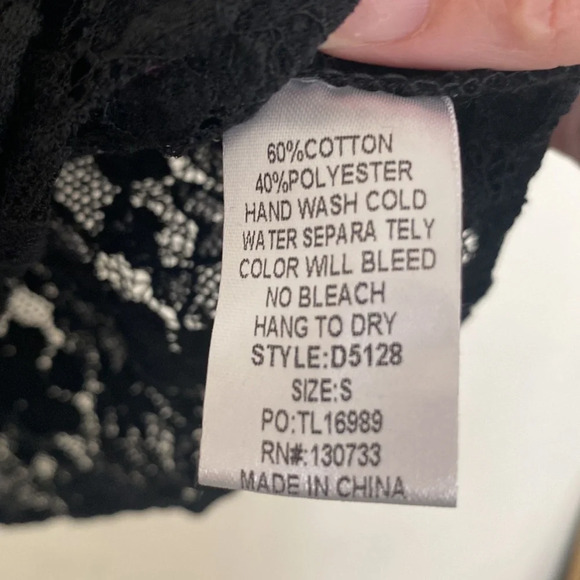 60%COTTON
40%POLYESTER
HAND WASH COLD
WATER SEPARA TELY
COLOR WILL BLEED
NO BLEACH
HANG TO DRY
STYLE:D5128
SIZE:S
PO:TL16989
RN#:130733
MADE IN CHINA